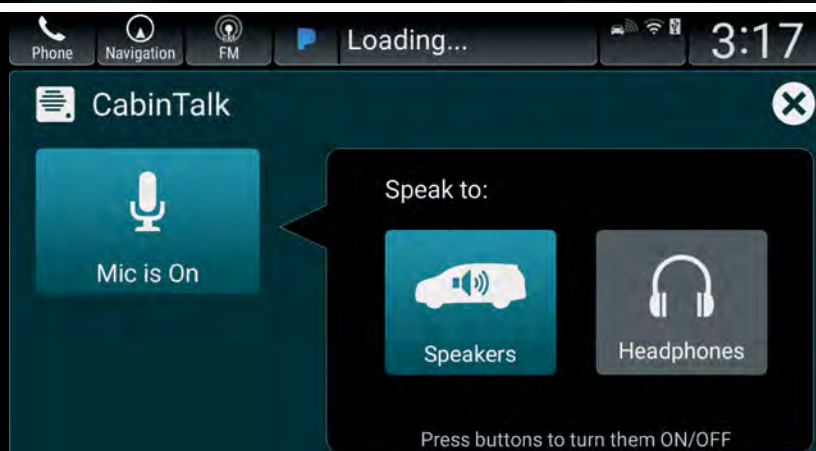 Phone
Navigation
FM
Loading...
3:17
CabinTalk
Speak to:
Mic is On
Speakers
Headphones
Press buttons to turn them ON/OFF